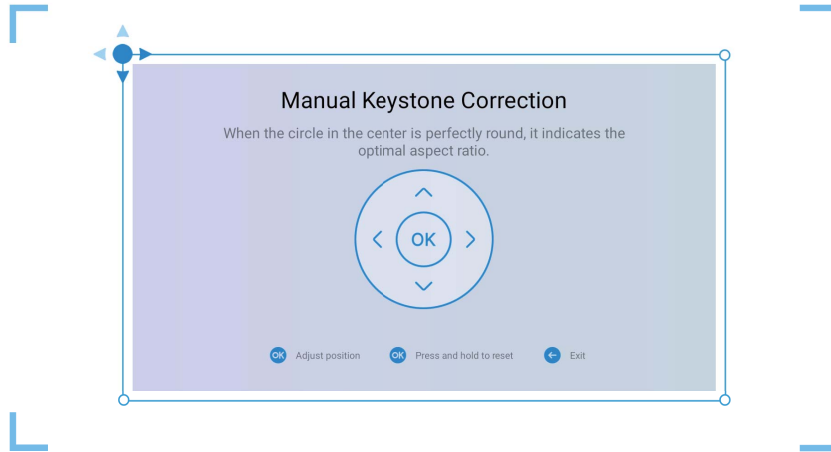 Manual Keystone Correction
When the circle in the center is perfectly round, it indicates the
optimal aspect ratio.
OK
OK Adjust position OK Press and hold to reset Exit